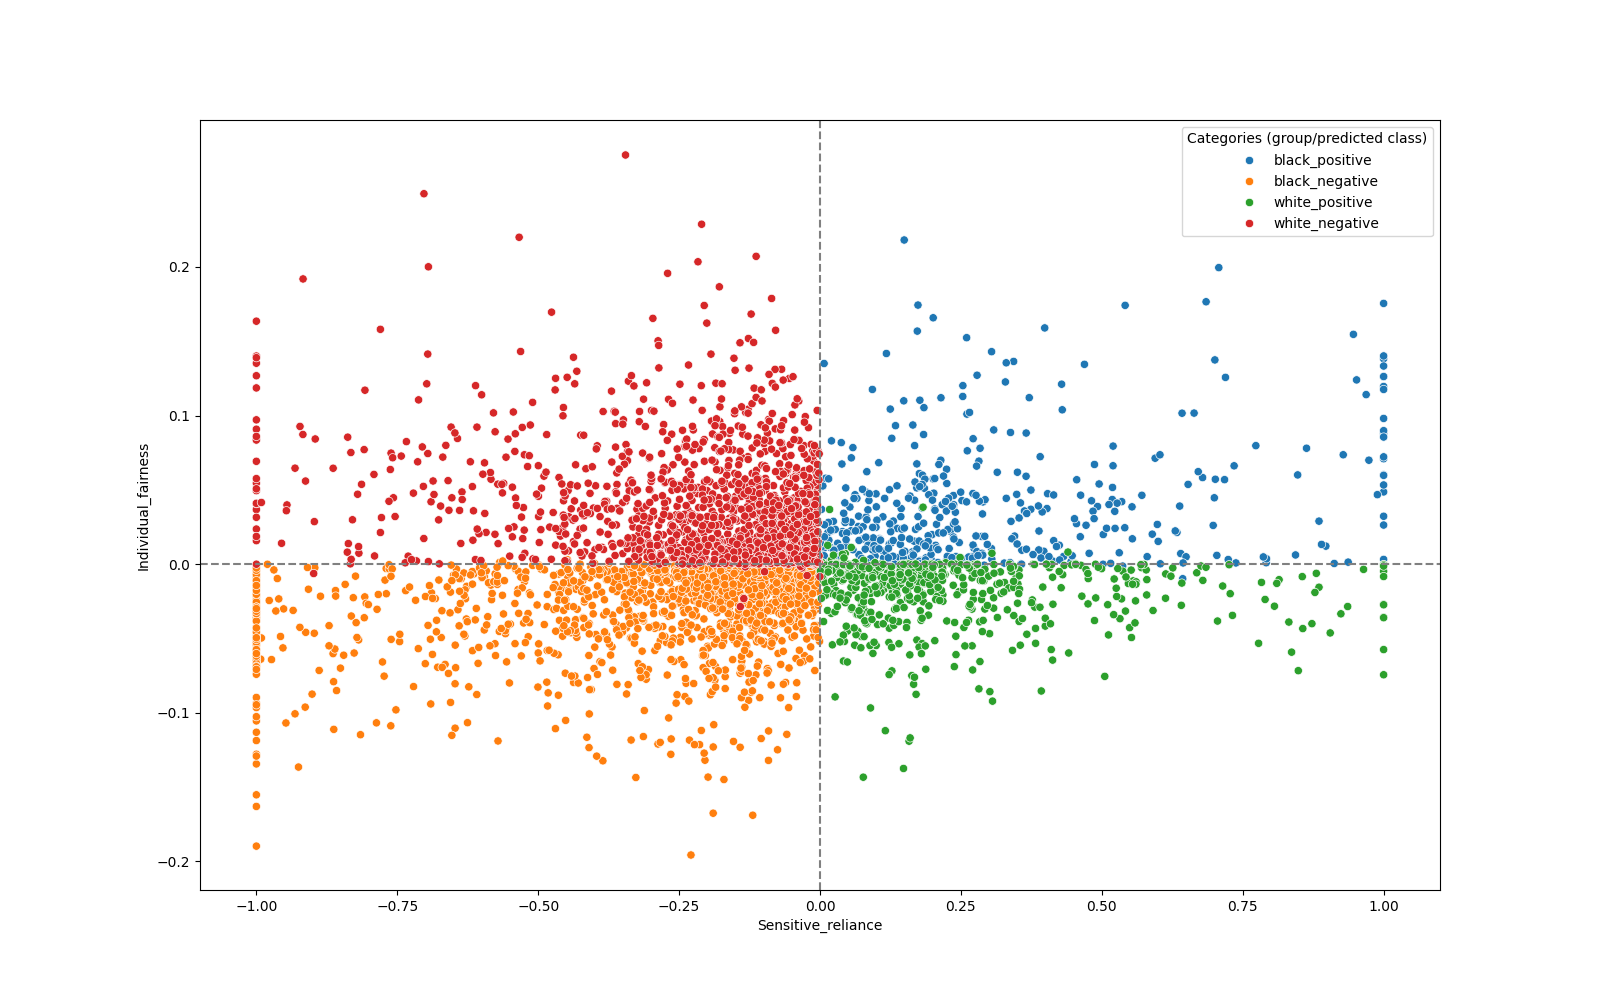 Categories (group/predicted class)
black_positive
black_negative
white_positive
white_negative
Individual_fairness
0.2
0.1
0.0
−0.1
−0.2
−1.00 −0.75 −0.50 −0.25 0.00 0.25 0.50 0.75 1.00
Sensitive_reliance